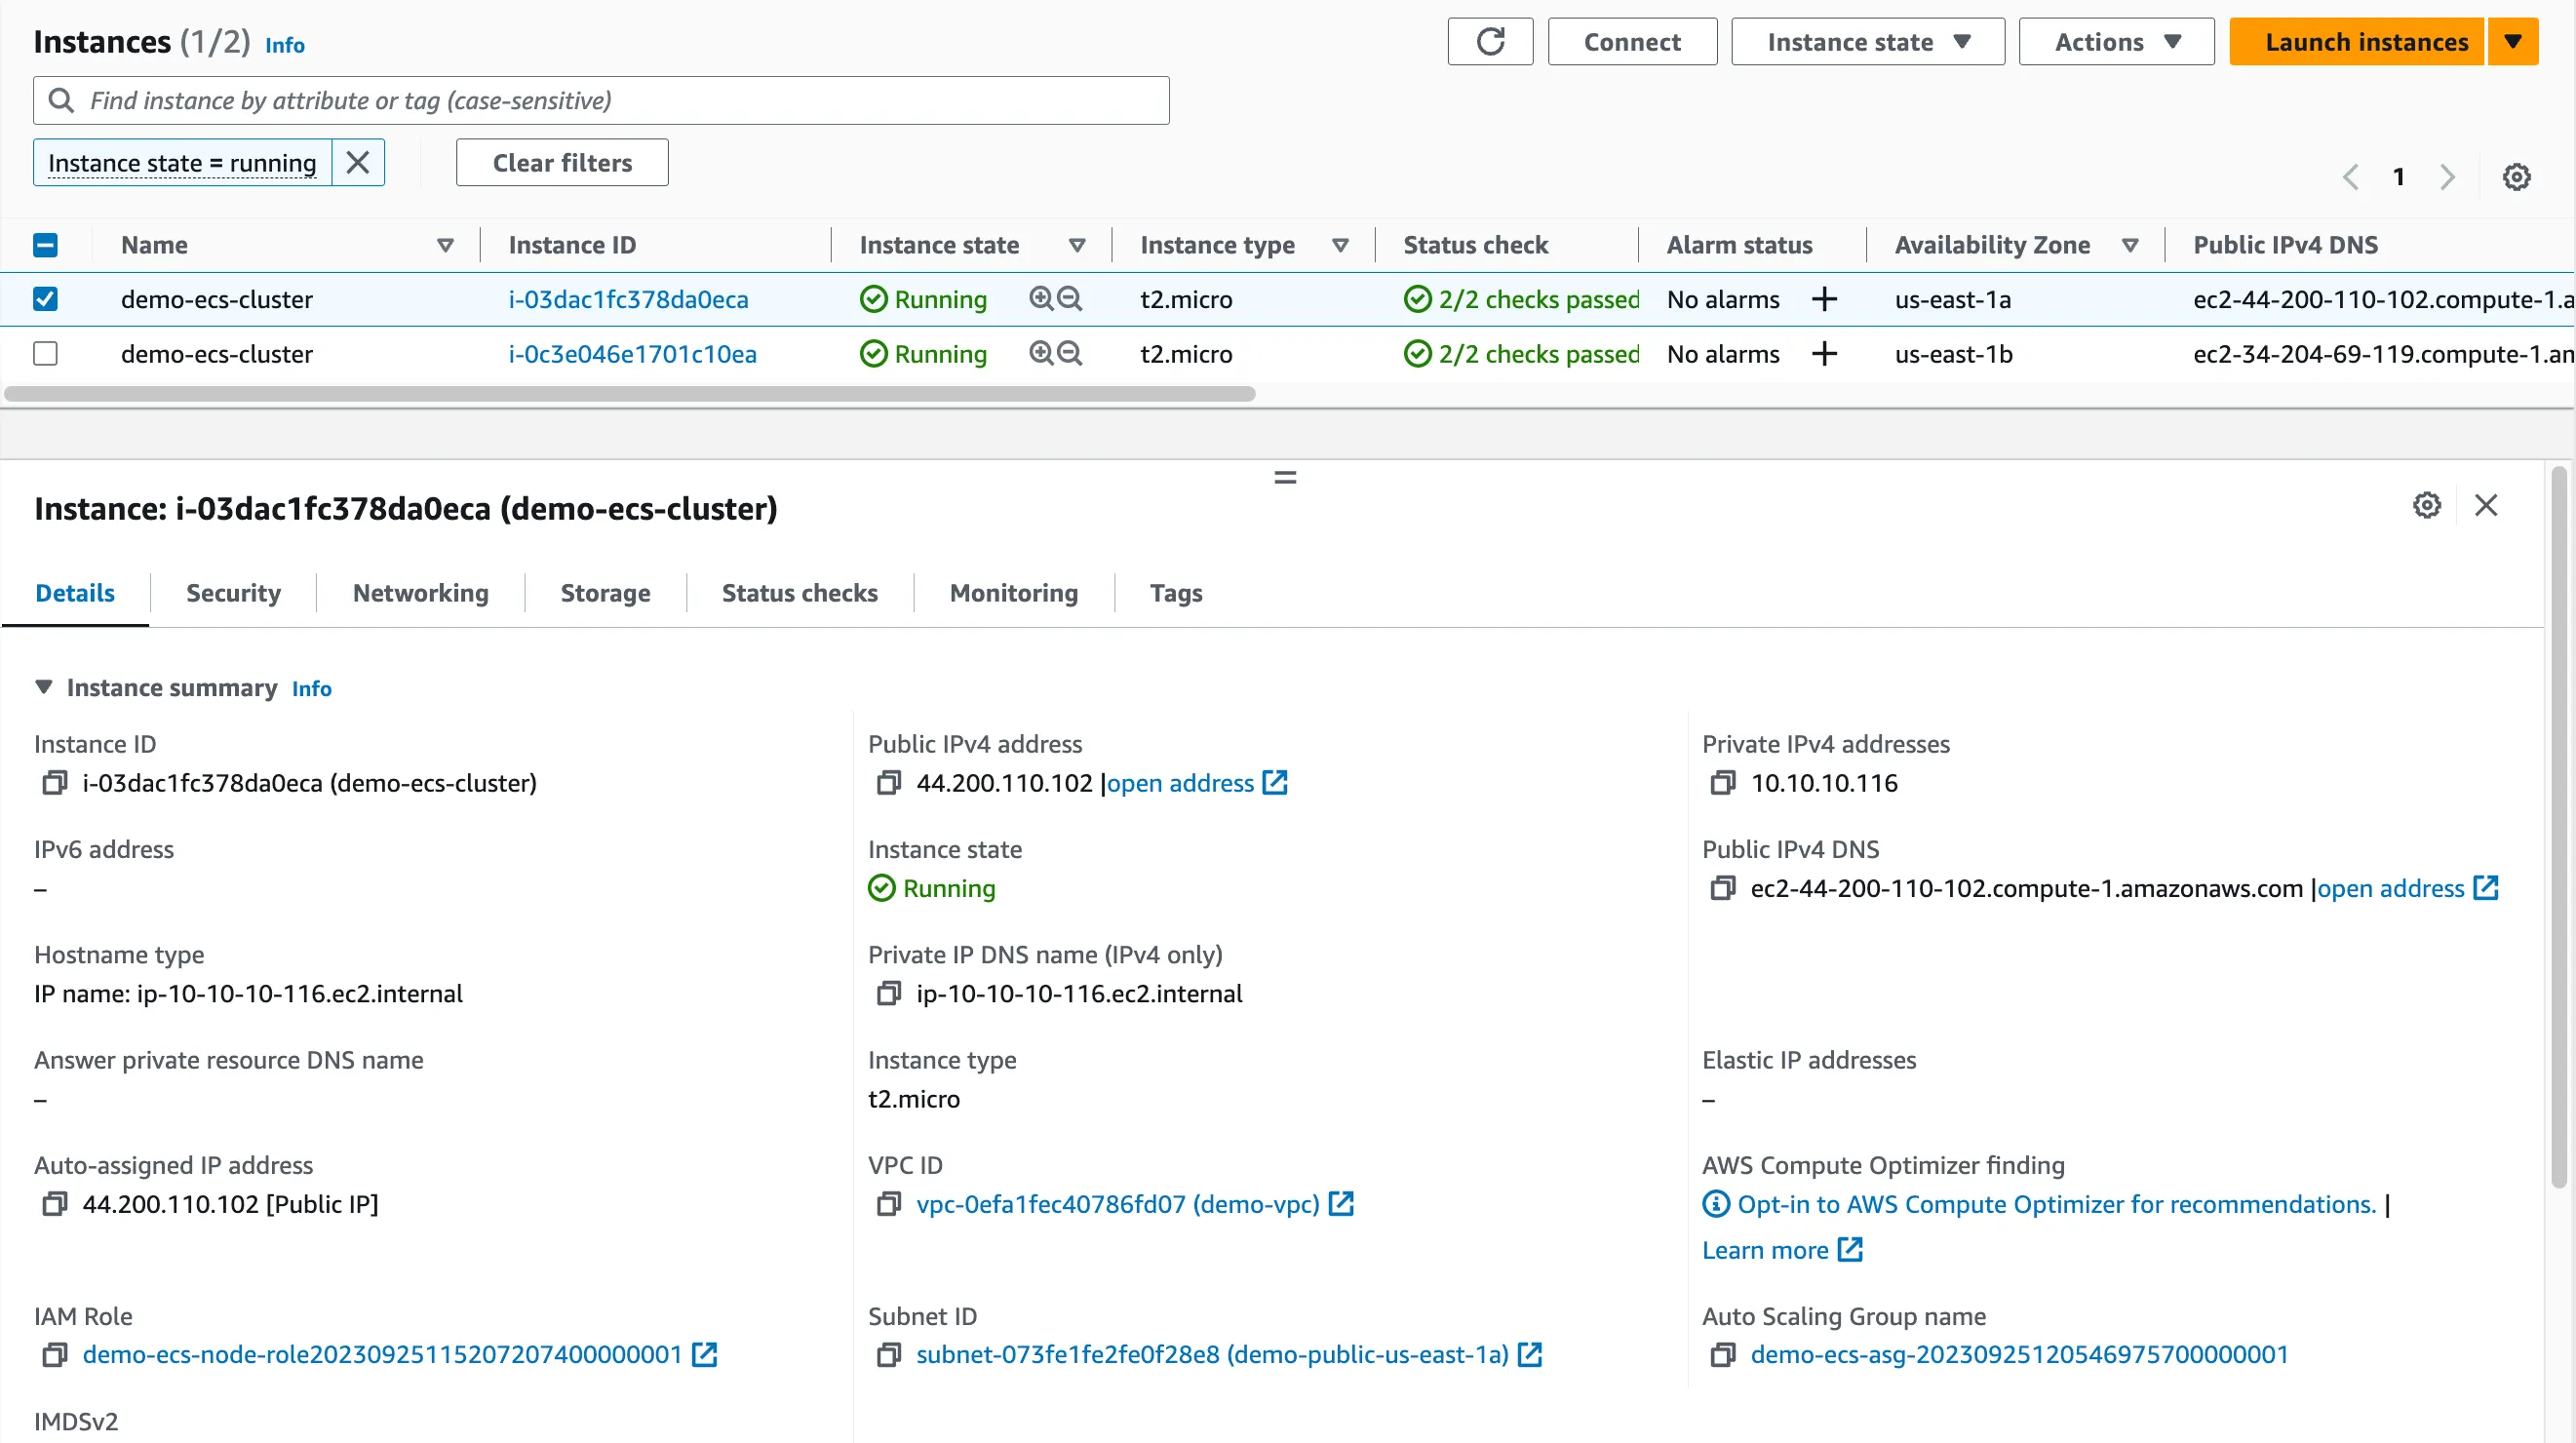 Instances (1/2) Info
Connect Instance state Actions Launch instances
Find instance by attribute or tag (case-sensitive)
Instance state = running Clear filters
1
Name Instance ID Instance state Instance type Status check Alarm status Availability Zone Public IPv4 DNS
demo-ecs-cluster i-03dac1fc378da0eca Running t2.micro 2/2 checks passed No alarms + us-east-1a ec2-44-200-110-102.compute-1.a
demo-ecs-cluster i-0c3e046e1701c10ea Running t2.micro 2/2 checks passed No alarms + us-east-1b ec2-34-204-69-119.compute-1.an
Instance: i-03dac1fc378da0eca (demo-ecs-cluster)
Details Security Networking Storage Status checks Monitoring Tags
Instance summary Info
Instance ID Public IPv4 address Private IPv4 addresses
i-03dac1fc378da0eca (demo-ecs-cluster) 44.200.110.102 |open address 10.10.10.116
IPv6 address Instance state Public IPv4 DNS
– Running ec2-44-200-110-102.compute-1.amazonaws.com |open address
Hostname type Private IP DNS name (IPv4 only)
IP name: ip-10-10-10-116.ec2.internal ip-10-10-10-116.ec2.internal
Answer private resource DNS name Instance type Elastic IP addresses
– t2.micro –
Auto-assigned IP address VPC ID AWS Compute Optimizer finding
44.200.110.102 [Public IP] vpc-0efa1fec40786fd07 (demo-vpc) Opt-in to AWS Compute Optimizer for recommendations. |
Learn more
IAM Role Subnet ID Auto Scaling Group name
demo-ecs-node-role20230925115207207400000001 subnet-073fe1fe2fe0f28e8 (demo-public-us-east-1a) demo-ecs-asg-20230925120546975700000001
IMDSv2